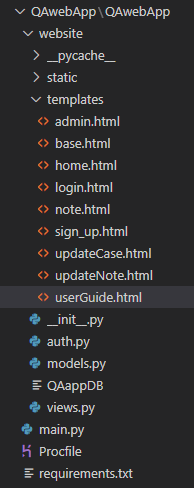 QAwebApp \ QAwebApp
website
__pycache__
static
templates
admin.html
base.html
home.html
login.html
note.html
sign_up.html
updateCase.html
updateNote.html
userGuide.html
__init__.py
auth.py
models.py
QAappDB
views.py
main.py
Procfile
requirements.txt